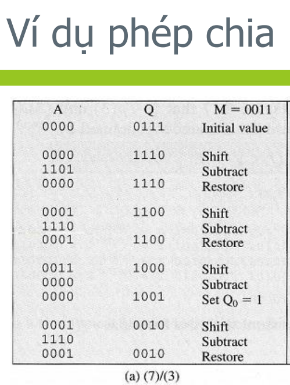 Ví dụ phép chia
A Q M = 0011
0000 0111 Initial value
0000 1110 Shift
1101 Subtract
0000 1110 Restore
0001 1100 Shift
1110 Subtract
0001 1100 Restore
0011 1000 Shift
0000 Subtract
0000 1001 Set Q₀ = 1
0001 0010 Shift
1110 Subtract
0001 0010 Restore
(a) (7)/(3)